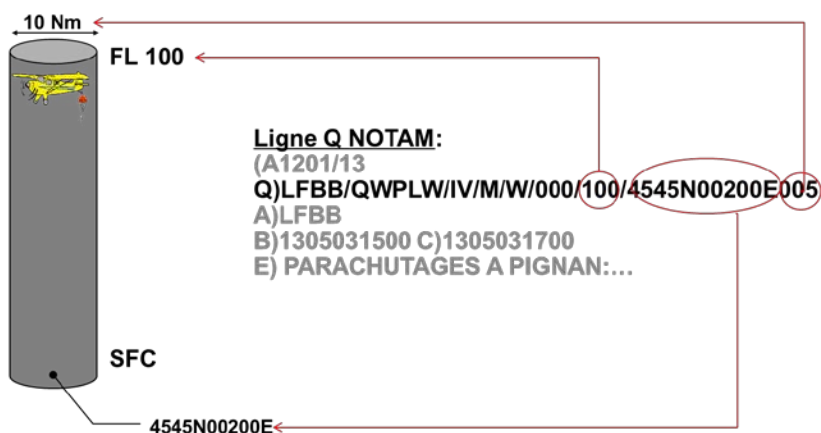 10 Nm
FL 100
Ligne Q NOTAM:
(A1201/13
Q)LFBB/QWPLW/IV/M/W/000/100/4545N00200E005
A)LFBB
B)1305031500 C)1305031700
E) PARACHUTAGES A PIGNAN:...
SFC
4545N00200E